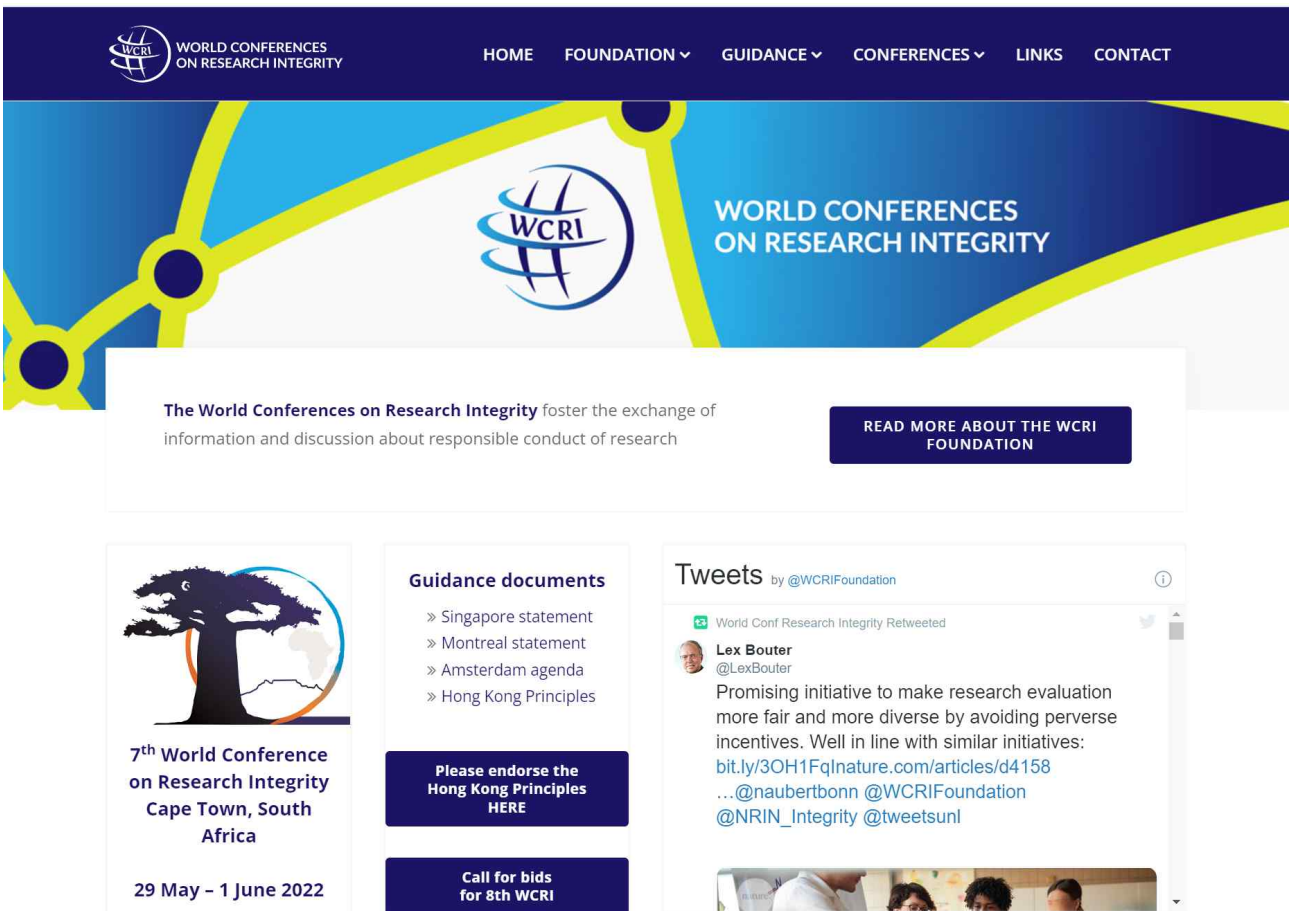 WCRI
WORLD CONFERENCES
ON RESEARCH INTEGRITY
HOME
FOUNDATION
GUIDANCE
CONFERENCES
LINKS
CONTACT
WCRI
WORLD CONFERENCES
ON RESEARCH INTEGRITY
The World Conferences on Research Integrity foster the exchange of
information and discussion about responsible conduct of research
READ MORE ABOUT THE WCRI
FOUNDATION
7th World Conference
on Research Integrity
Cape Town, South
Africa
29 May – 1 June 2022
Guidance documents
» Singapore statement
» Montreal statement
» Amsterdam agenda
» Hong Kong Principles
Please endorse the
Hong Kong Principles
HERE
Call for bids
for 8th WCRI
Tweets by @WCRIFoundation
World Conf Research Integrity Retweeted
Lex Bouter
@LexBouter
Promising initiative to make research evaluation
more fair and more diverse by avoiding perverse
incentives. Well in line with similar initiatives:
bit.ly/3OH1FqInature.com/articles/d4158
…@naubertbonn @WCRIFoundation
@NRIN_Integrity @tweetsunl